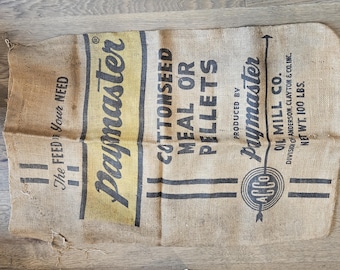 The FEED for Your NEED
Paymaster®
COTTONSEED
MEAL OR
PELLETS
PRODUCED BY
Paymaster
OIL MILL CO.
DIVISION OF ANDERSON, CLAYTON & CO. INC.
NET WT. 100 LBS.
ACCO